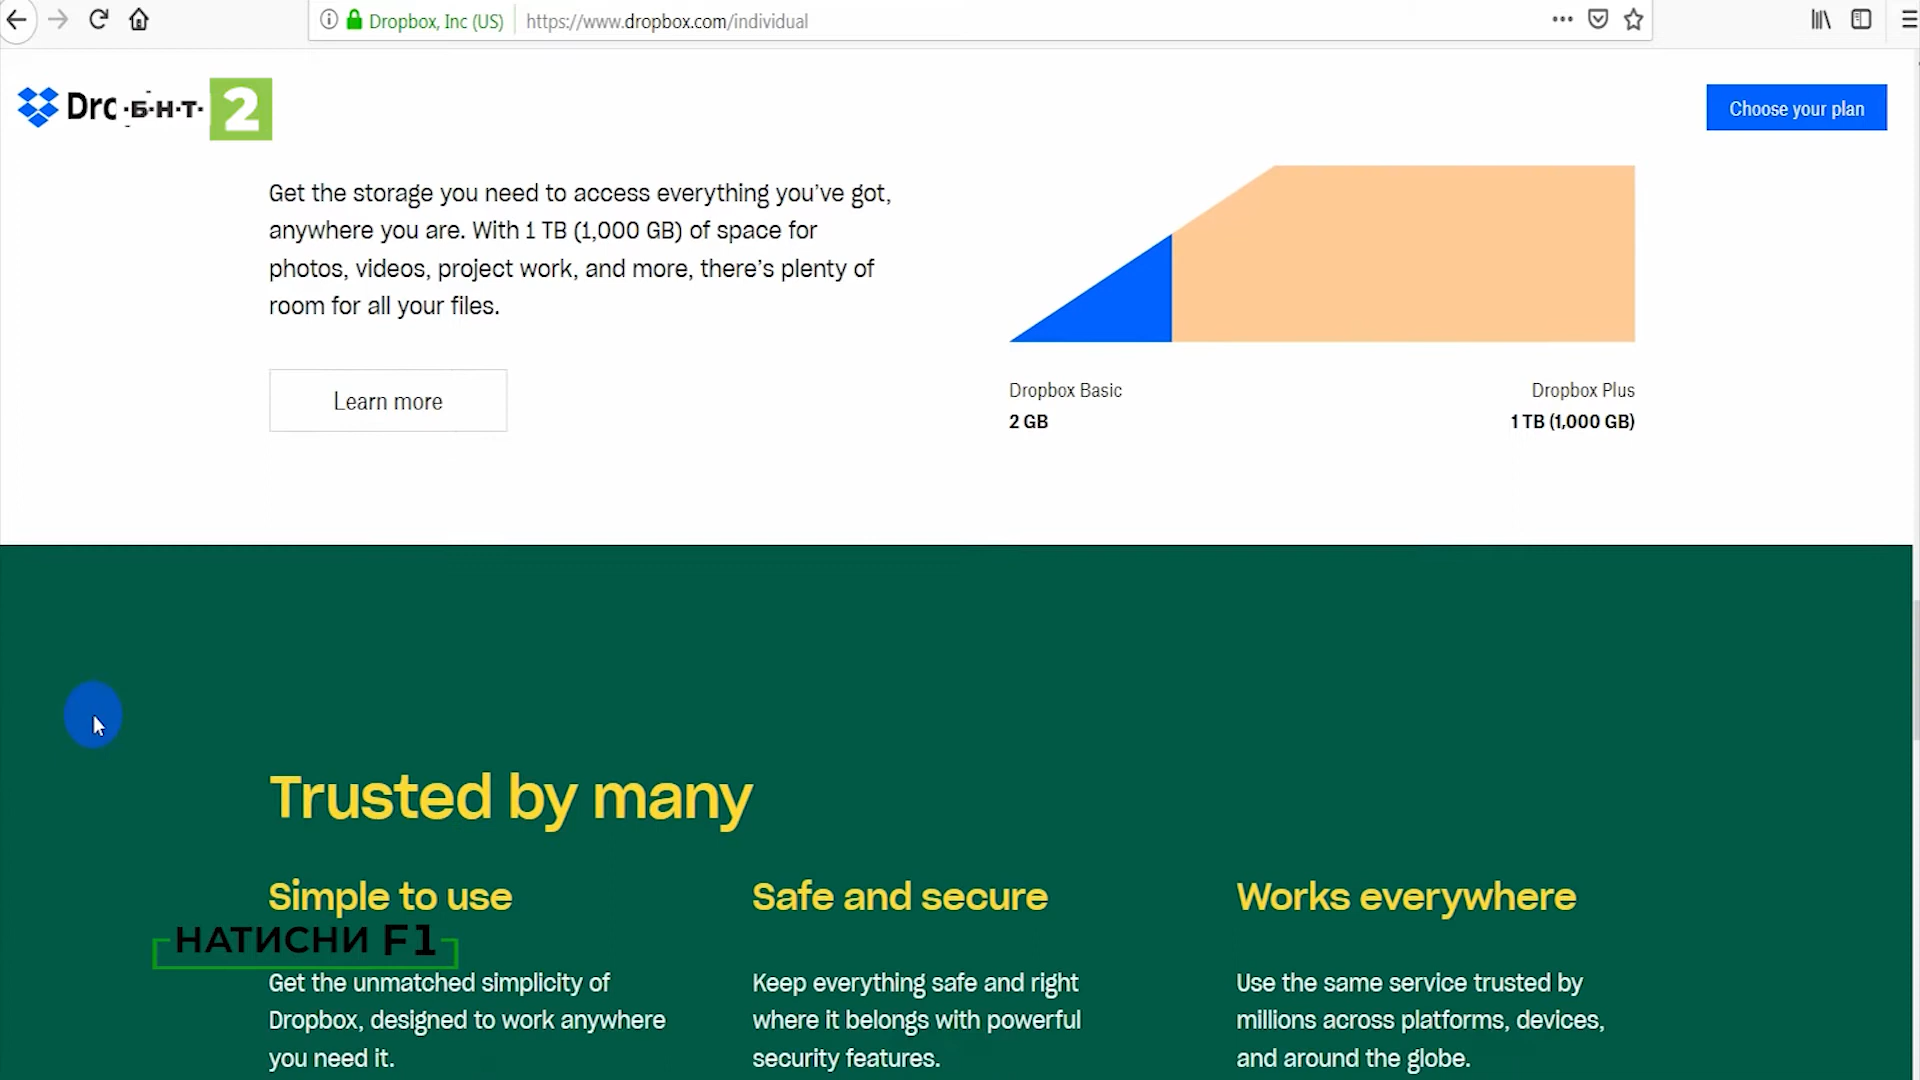 Dropbox, Inc (US) https://www.dropbox.com/individual
·Б·Н·Т· 2
Choose your plan
Get the storage you need to access everything you've got,
anywhere you are. With 1 TB (1,000 GB) of space for
photos, videos, project work, and more, there's plenty of
room for all your files.
Learn more
Dropbox Basic
2 GB
Dropbox Plus
1 TB (1,000 GB)
Trusted by many
Simple to use
НАТИСНИ F1
Get the unmatched simplicity of
Dropbox, designed to work anywhere
you need it.
Safe and secure
Keep everything safe and right
where it belongs with powerful
security features.
Works everywhere
Use the same service trusted by
millions across platforms, devices,
and around the globe.